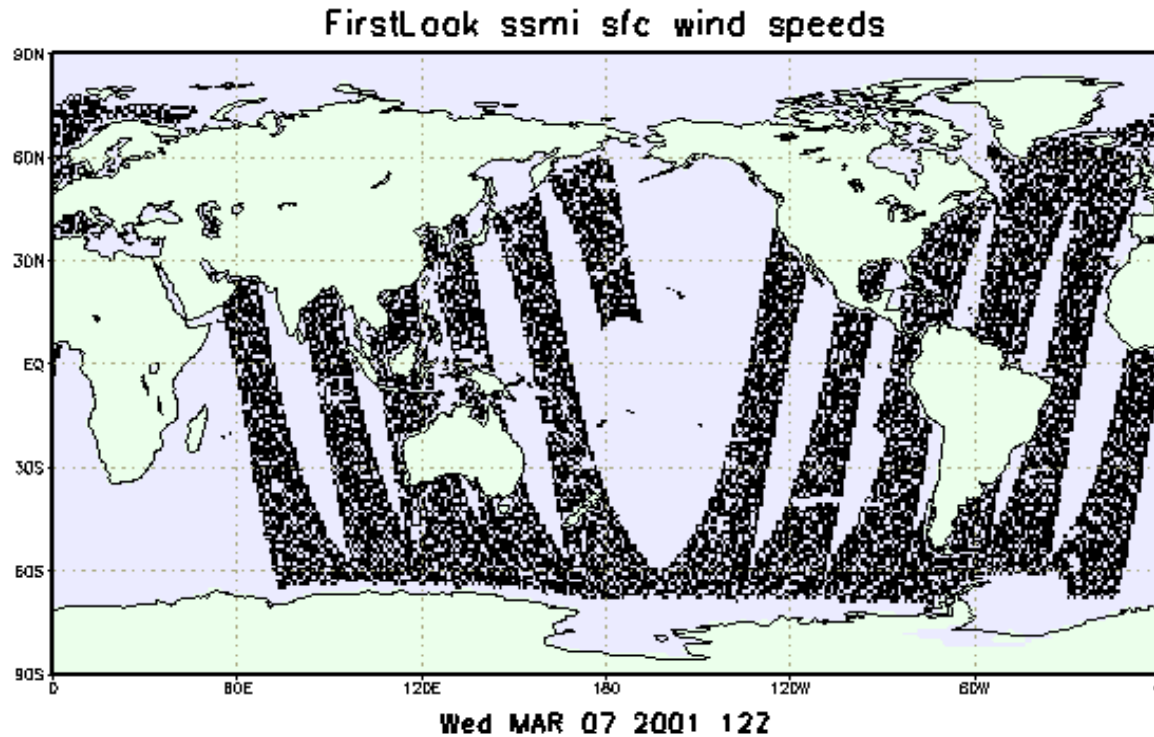 FirstLook ssmi sfc wind speeds
90N
60N
30N
EQ
30S
60S
90S
0 60E 120E 180 120W 60W 0
Wed MAR 07 2001 12Z